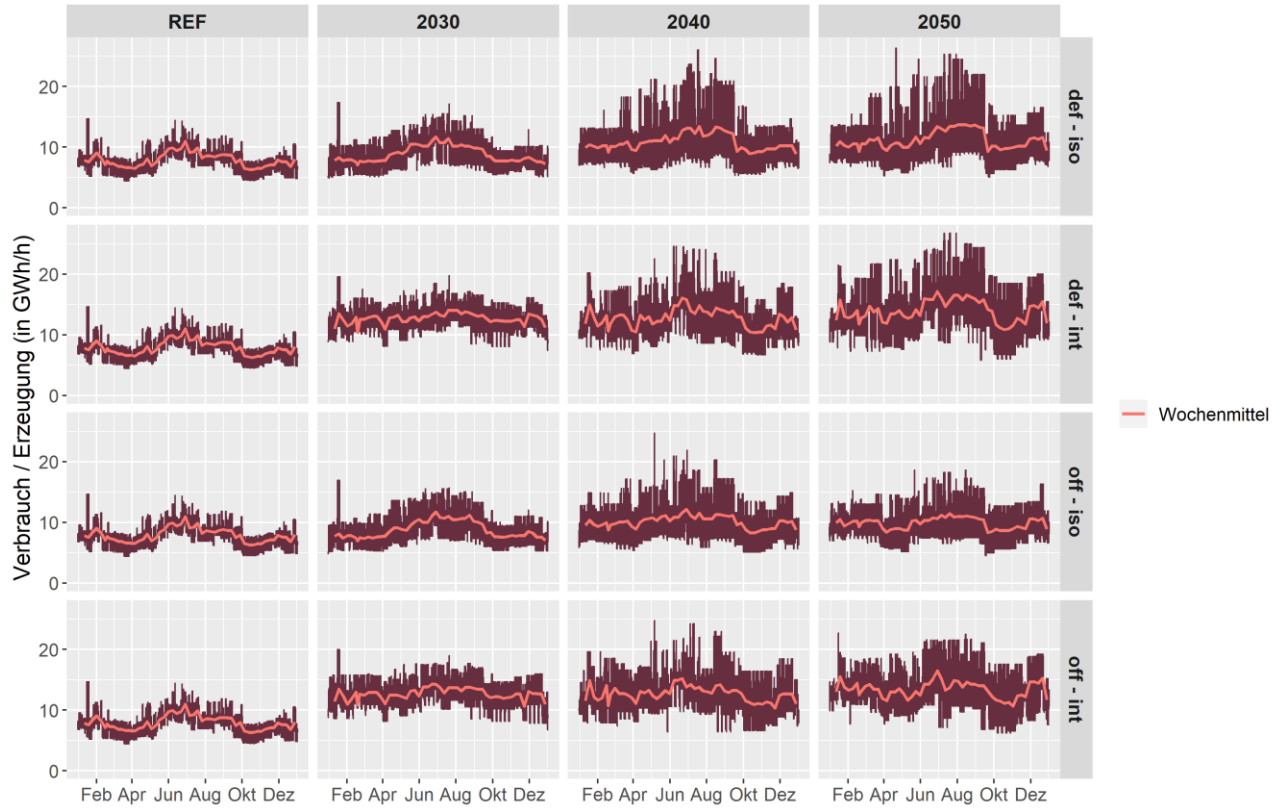 REF 2030 2040 2050
Verbrauch / Erzeugung (in GWh/h)
20
10
0
def - iso
20
10
0
def - int
20
10
0
off - iso
20
10
0
off - int
Wochenmittel
Feb Apr Jun Aug Okt Dez Feb Apr Jun Aug Okt Dez Feb Apr Jun Aug Okt Dez Feb Apr Jun Aug Okt Dez